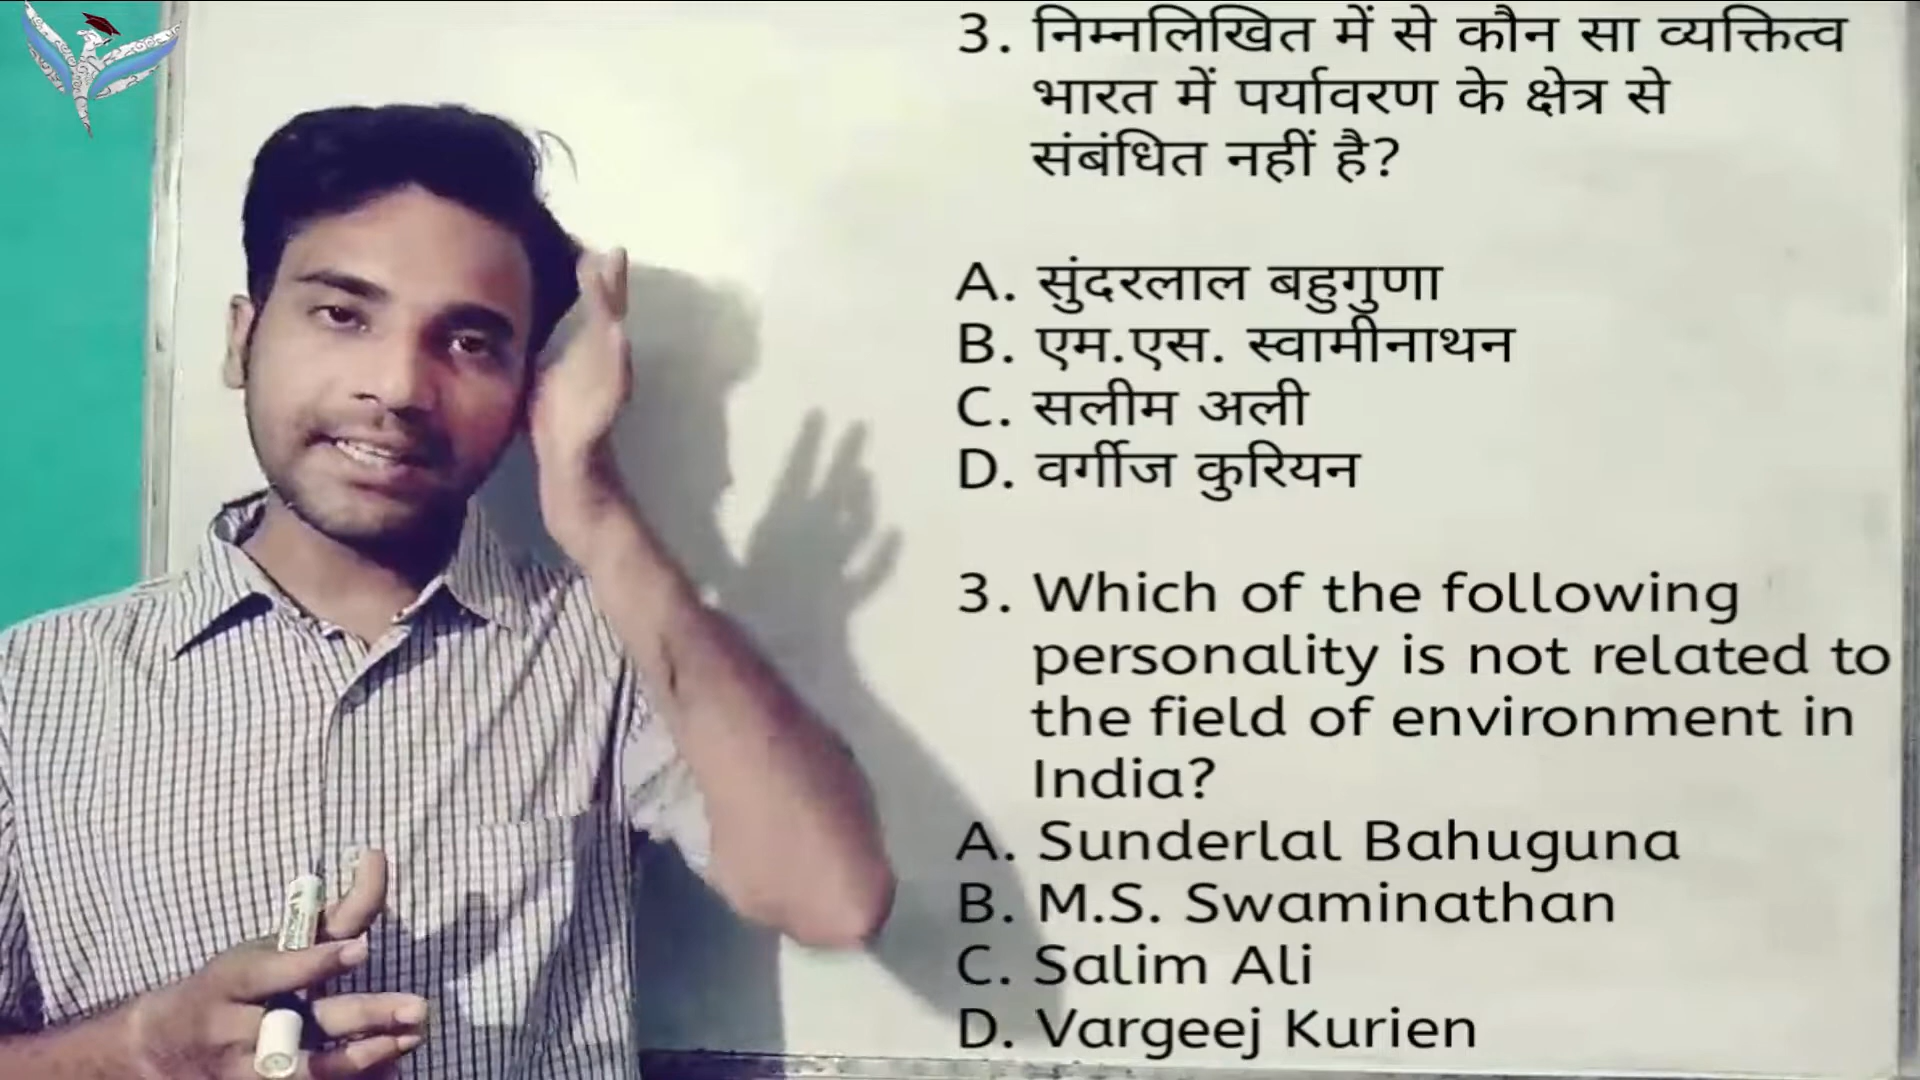 3. निम्नलिखित में से कौन सा व्यक्तित्व
भारत में पर्यावरण के क्षेत्र से
संबंधित नहीं है?
A. सुंदरलाल बहुगुणा
B. एम.एस. स्वामीनाथन
C. सलीम अली
D. वर्गीज कुरियन
3. Which of the following
personality is not related to
the field of environment in
India?
A. Sunderlal Bahuguna
B. M.S. Swaminathan
C. Salim Ali
D. Vargeej Kurien